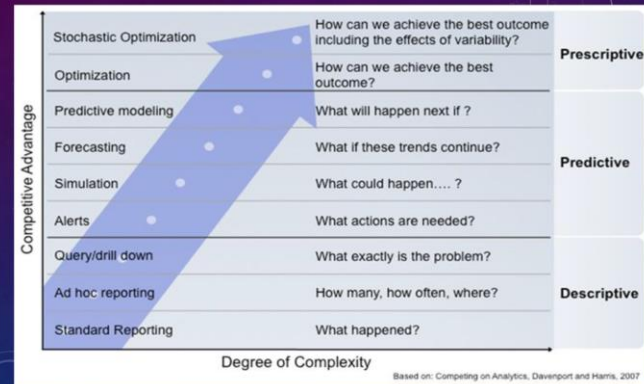 Competitive Advantage
Stochastic Optimization
How can we achieve the best outcome
including the effects of variability?
Prescriptive
Optimization
How can we achieve the best
outcome?
Predictive modeling
What will happen next if ?
Forecasting
What if these trends continue?
Predictive
Simulation
What could happen.... ?
Alerts
What actions are needed?
Query/drill down
What exactly is the problem?
Ad hoc reporting
How many, how often, where?
Descriptive
Standard Reporting
What happened?
Degree of Complexity
Based on: Competing on Analytics, Davenport and Harris, 2007